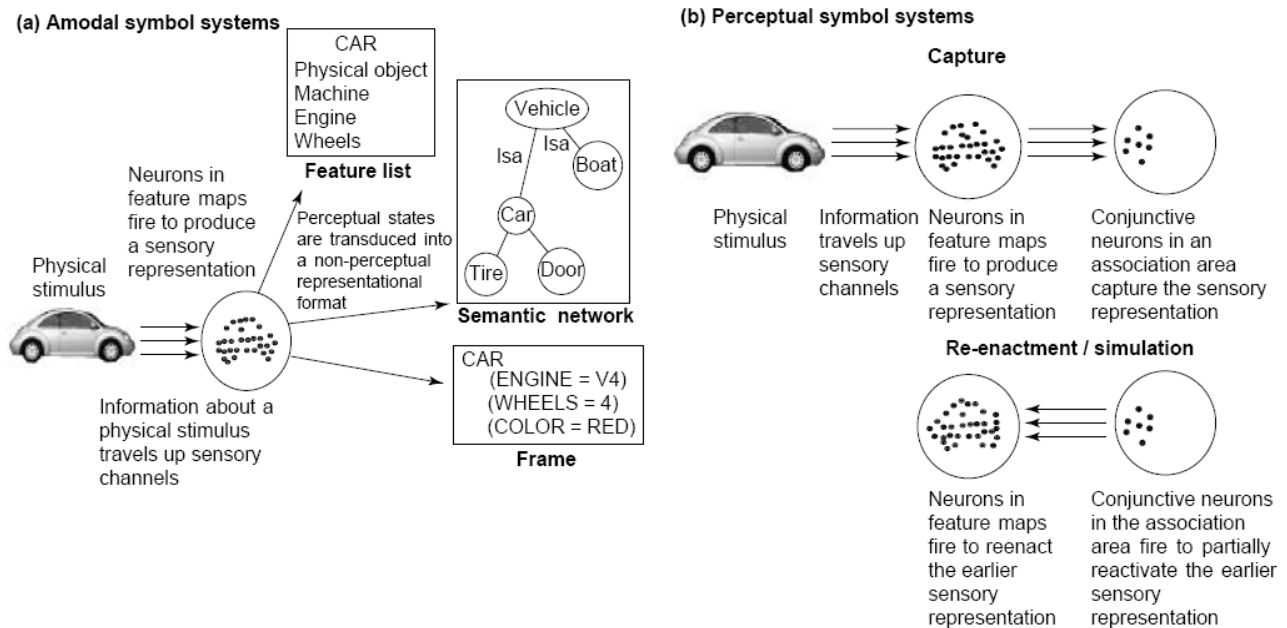 (a) Amodal symbol systems
CAR
Physical object
Machine
Engine
Wheels
Feature list
Vehicle
Isa
Isa
Boat
Car
Tire
Door
Semantic network
Neurons in
feature maps
fire to produce
a sensory
representation
Perceptual states
are transduced into
a non-perceptual
representational
format
Physical
stimulus
Information about a
physical stimulus
travels up sensory
channels
CAR
(ENGINE = V4)
(WHEELS = 4)
(COLOR = RED)
Frame
(b) Perceptual symbol systems
Capture
Physical
stimulus
Information
travels up
sensory
channels
Neurons in
feature maps
fire to produce
a sensory
representation
Conjunctive
neurons in an
association area
capture the sensory
representation
Re-enactment / simulation
Neurons in
feature maps
fire to reenact
the earlier
sensory
representation
Conjunctive neurons
in the association
area fire to partially
reactivate the earlier
sensory
representation